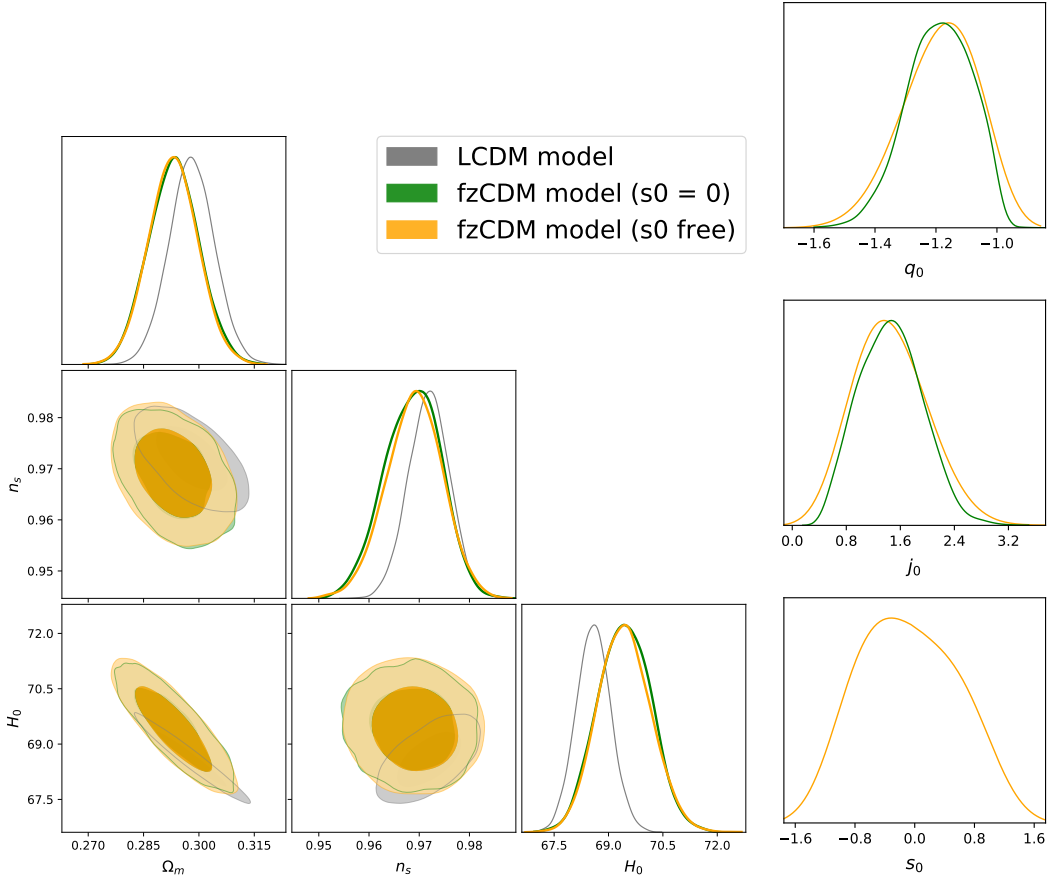 LCDM model
fzCDM model (s0 = 0)
fzCDM model (s0 free)
−1.6 −1.4 −1.2 −1.0
q₀
0.98
0.97
0.96
0.95
nₛ
0.0 0.8 1.6 2.4 3.2
j₀
72.0
70.5
69.0
67.5
H₀
0.270 0.285 0.300 0.315
Ωₘ
0.95 0.96 0.97 0.98
nₛ
67.5 69.0 70.5 72.0
H₀
−1.6 −0.8 0.0 0.8 1.6
s₀